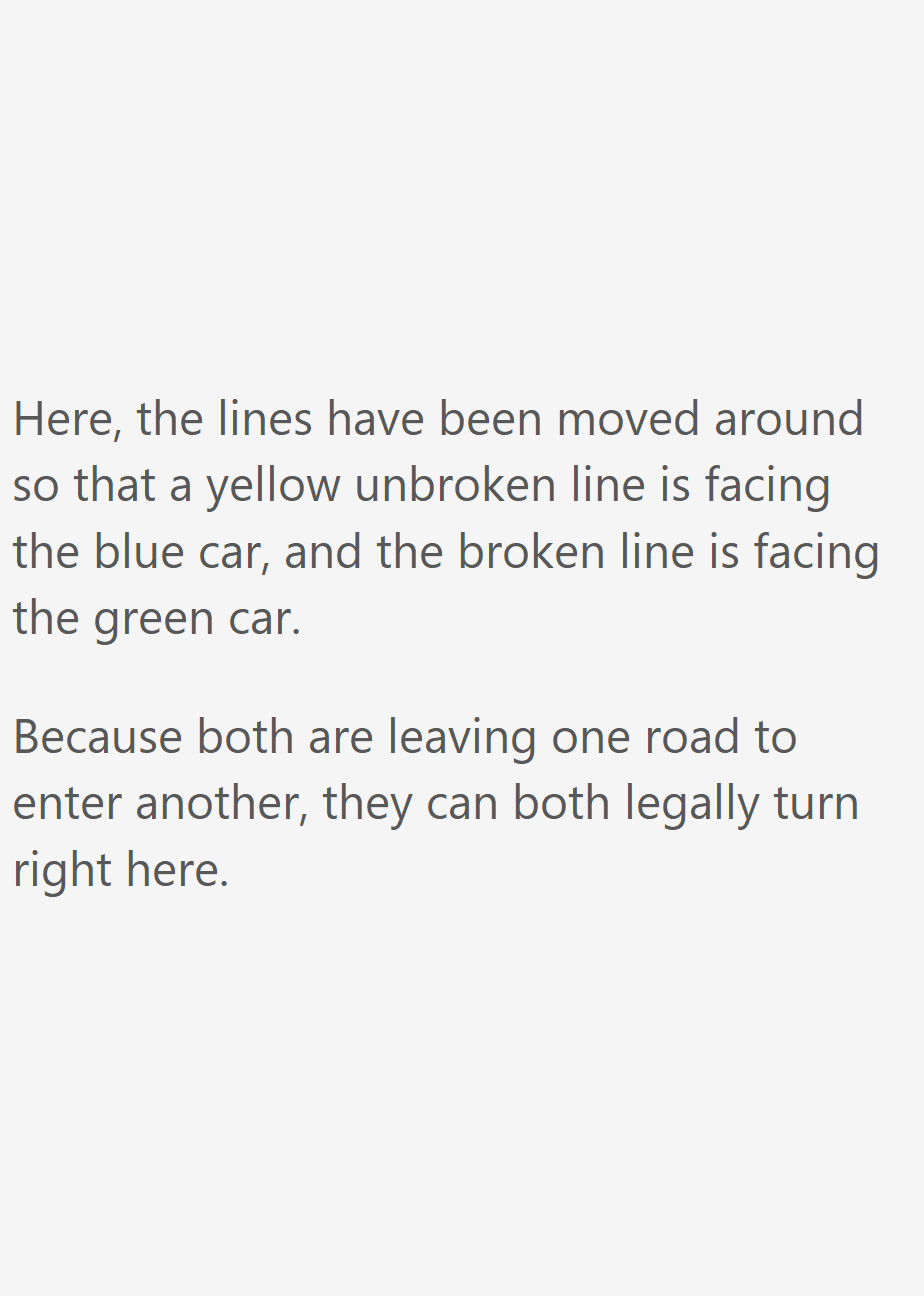 Here, the lines have been moved around
so that a yellow unbroken line is facing
the blue car, and the broken line is facing
the green car.
Because both are leaving one road to
enter another, they can both legally turn
right here.